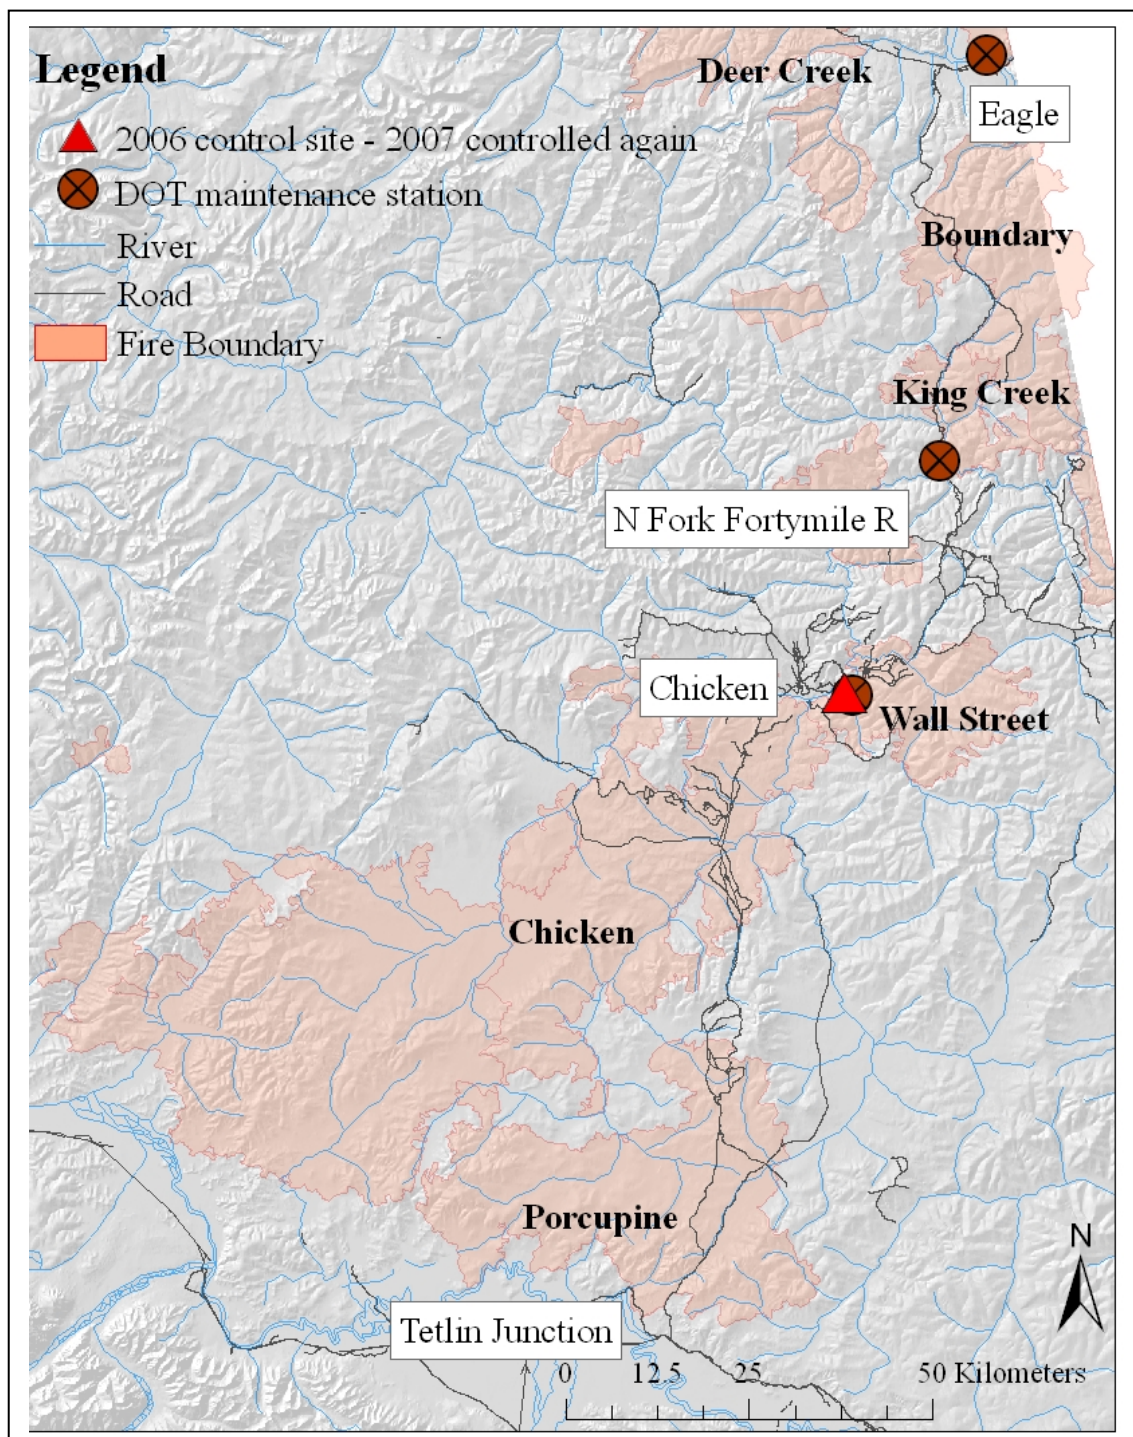 Legend
2006 control site - 2007 controlled again
DOT maintenance station
River
Road
Fire Boundary
Deer Creek
Eagle
Boundary
King Creek
N Fork Fortymile R
Chicken
Wall Street
Chicken
Porcupine
Tetlin Junction
N
0 12.5 25 50 Kilometers